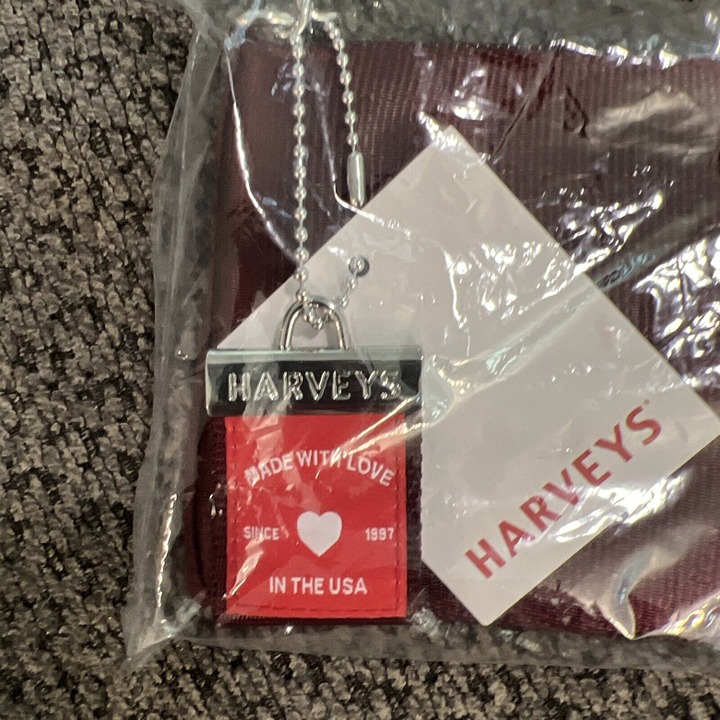 HARVEYS
MADE WITH LOVE
SINCE 1997
IN THE USA
HARVEYS